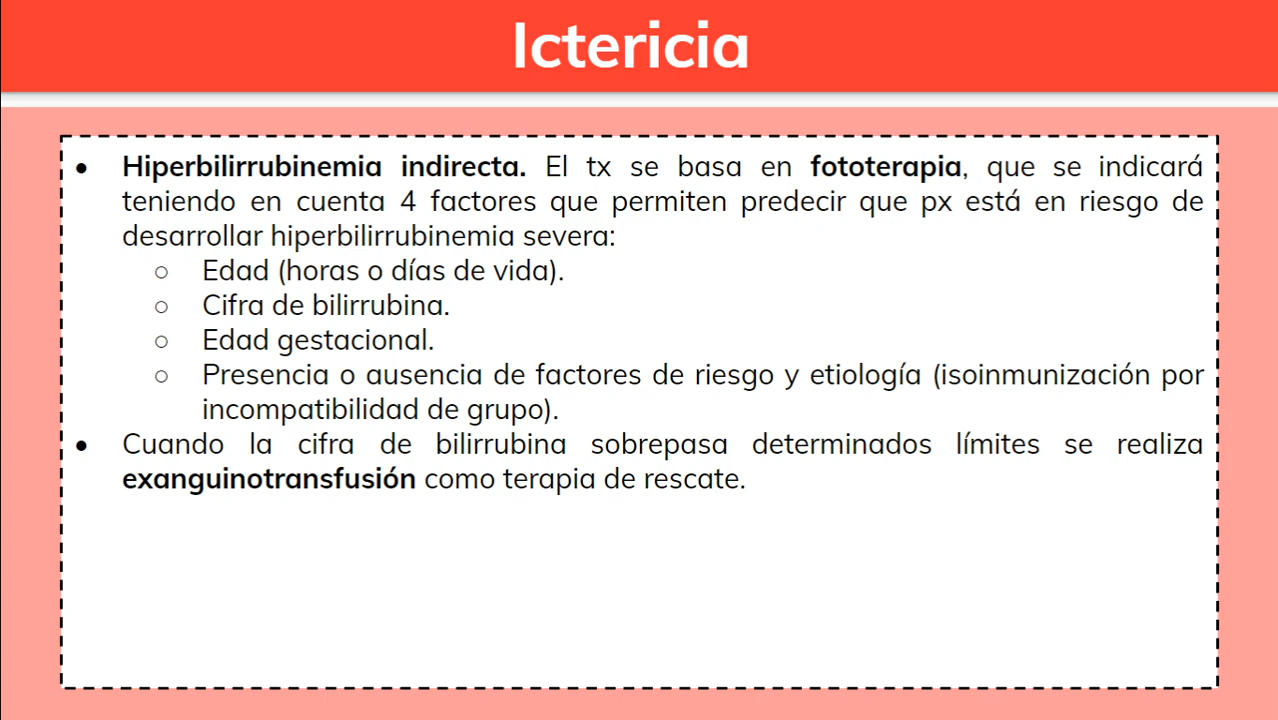 Ictericia
● Hiperbilirrubinemia indirecta. El tx se basa en fototerapia, que se indicará
teniendo en cuenta 4 factores que permiten predecir que px está en riesgo de
desarrollar hiperbilirrubinemia severa:
○ Edad (horas o días de vida).
○ Cifra de bilirrubina.
○ Edad gestacional.
○ Presencia o ausencia de factores de riesgo y etiología (isoinmunización por
incompatibilidad de grupo).
● Cuando la cifra de bilirrubina sobrepasa determinados límites se realiza
exanguinotransfusión como terapia de rescate.